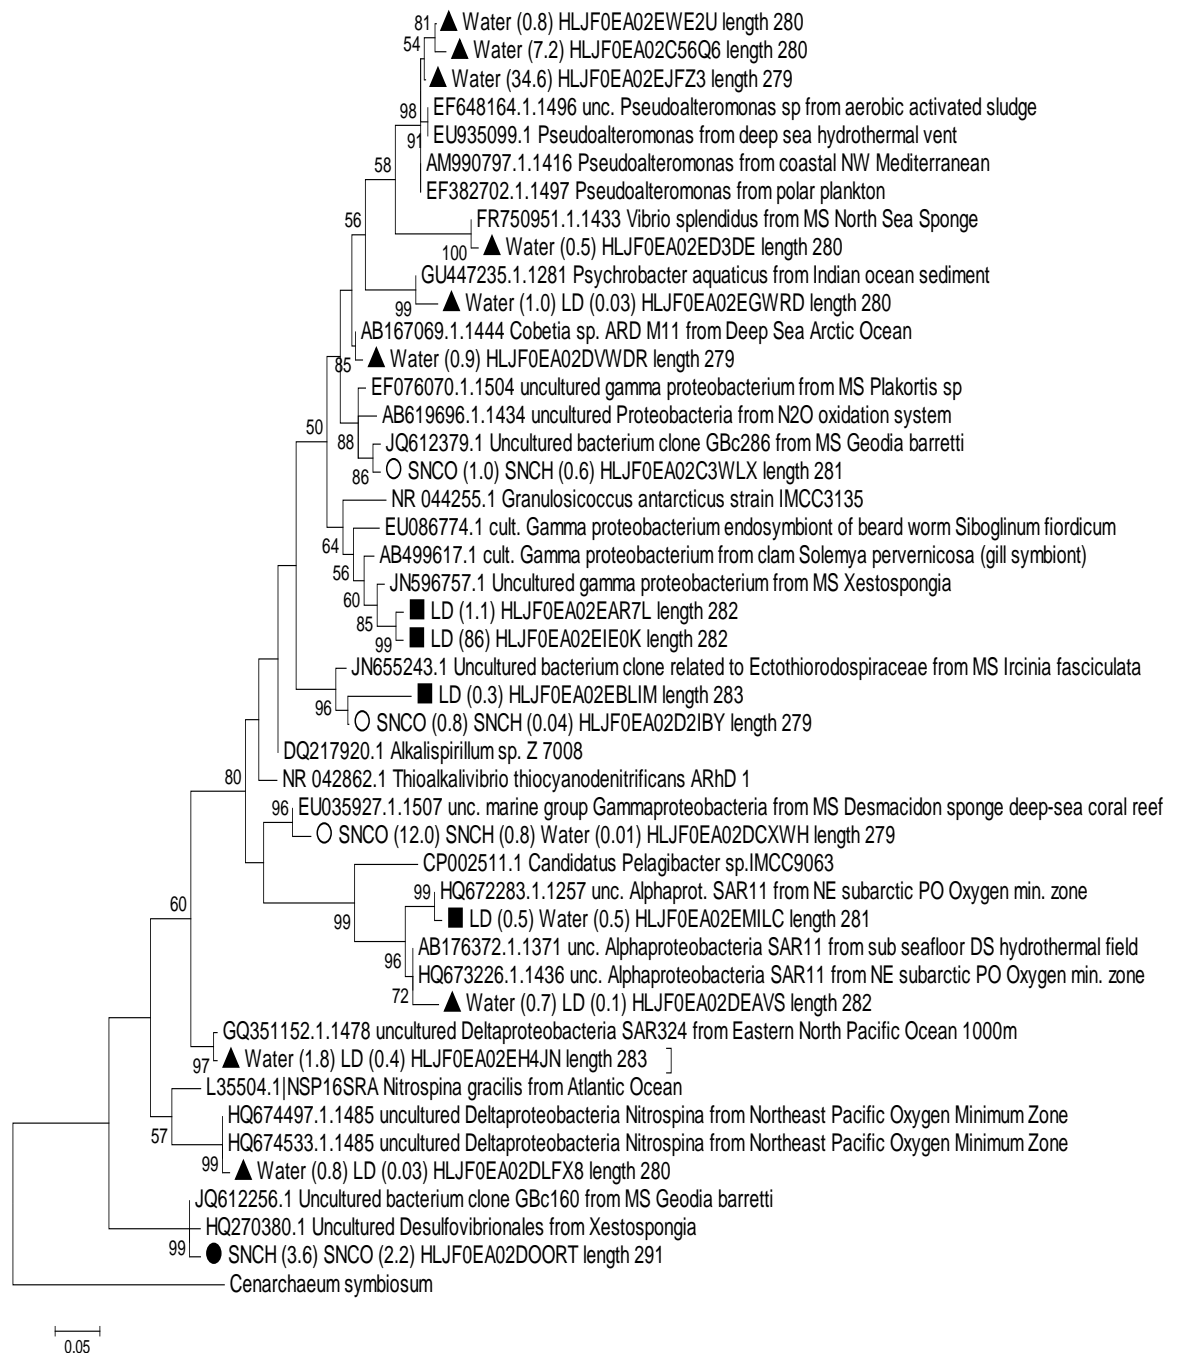 81 Water (0.8) HLJF0EA02EWE2U length 280
54 Water (7.2) HLJF0EA02C56Q6 length 280
Water (34.6) HLJF0EA02EJFZ3 length 279
98 EF648164.1.1496 unc. Pseudoalteromonas sp from aerobic activated sludge
91 EU935099.1 Pseudoalteromonas from deep sea hydrothermal vent
58 AM990797.1.1416 Pseudoalteromonas from coastal NW Mediterranean
EF382702.1.1497 Pseudoalteromonas from polar plankton
56 FR750951.1.1433 Vibrio splendidus from MS North Sea Sponge
100 Water (0.5) HLJF0EA02ED3DE length 280
GU447235.1.1281 Psychrobacter aquaticus from Indian ocean sediment
99 Water (1.0) LD (0.03) HLJF0EA02EGWRD length 280
AB167069.1.1444 Cobetia sp. ARD M11 from Deep Sea Arctic Ocean
85 Water (0.9) HLJF0EA02DVWDR length 279
EF076070.1.1504 uncultured gamma proteobacterium from MS Plakortis sp
50 AB619696.1.1434 uncultured Proteobacteria from N2O oxidation system
88 JQ612379.1 Uncultured bacterium clone GBc286 from MS Geodia barretti
86 SNCO (1.0) SNCH (0.6) HLJF0EA02C3WLX length 281
NR 044255.1 Granulosicoccus antarcticus strain IMCC3135
EU086774.1 cult. Gamma proteobacterium endosymbiont of beard worm Siboglinum fiordicum
64 AB499617.1 cult. Gamma proteobacterium from clam Solemya pervernicosa (gill symbiont)
56 JN596757.1 Uncultured gamma proteobacterium from MS Xestospongia
60 LD (1.1) HLJF0EA02EAR7L length 282
85 99 LD (86) HLJF0EA02EIE0K length 282
JN655243.1 Uncultured bacterium clone related to Ectothiorodospiraceae from MS Ircinia fasciculata
LD (0.3) HLJF0EA02EBLIM length 283
96 SNCO (0.8) SNCH (0.04) HLJF0EA02D2IBY length 279
DQ217920.1 Alkalispirillum sp. Z 7008
80 NR 042862.1 Thioalkalivibrio thiocyanodenitrificans ARhD 1
96 EU035927.1.1507 unc. marine group Gammaproteobacteria from MS Desmacidon sponge deep-sea coral reef
SNCO (12.0) SNCH (0.8) Water (0.01) HLJF0EA02DCXWH length 279
CP002511.1 Candidatus Pelagibacter sp.IMCC9063
99 HQ672283.1.1257 unc. Alphaprot. SAR11 from NE subarctic PO Oxygen min. zone
60 99 LD (0.5) Water (0.5) HLJF0EA02EMILC length 281
AB176372.1.1371 unc. Alphaproteobacteria SAR11 from sub seafloor DS hydrothermal field
96 HQ673226.1.1436 unc. Alphaproteobacteria SAR11 from NE subarctic PO Oxygen min. zone
72 Water (0.7) LD (0.1) HLJF0EA02DEAVS length 282
GQ351152.1.1478 uncultured Deltaproteobacteria SAR324 from Eastern North Pacific Ocean 1000m
97 Water (1.8) LD (0.4) HLJF0EA02EH4JN length 283
L35504.1|NSP16SRA Nitrospina gracilis from Atlantic Ocean
HQ674497.1.1485 uncultured Deltaproteobacteria Nitrospina from Northeast Pacific Oxygen Minimum Zone
57 HQ674533.1.1485 uncultured Deltaproteobacteria Nitrospina from Northeast Pacific Oxygen Minimum Zone
99 Water (0.8) LD (0.03) HLJF0EA02DLFX8 length 280
JQ612256.1 Uncultured bacterium clone GBc160 from MS Geodia barretti
HQ270380.1 Uncultured Desulfovibrionales from Xestospongia
99 SNCH (3.6) SNCO (2.2) HLJF0EA02DOORT length 291
Cenarchaeum symbiosum
0.05